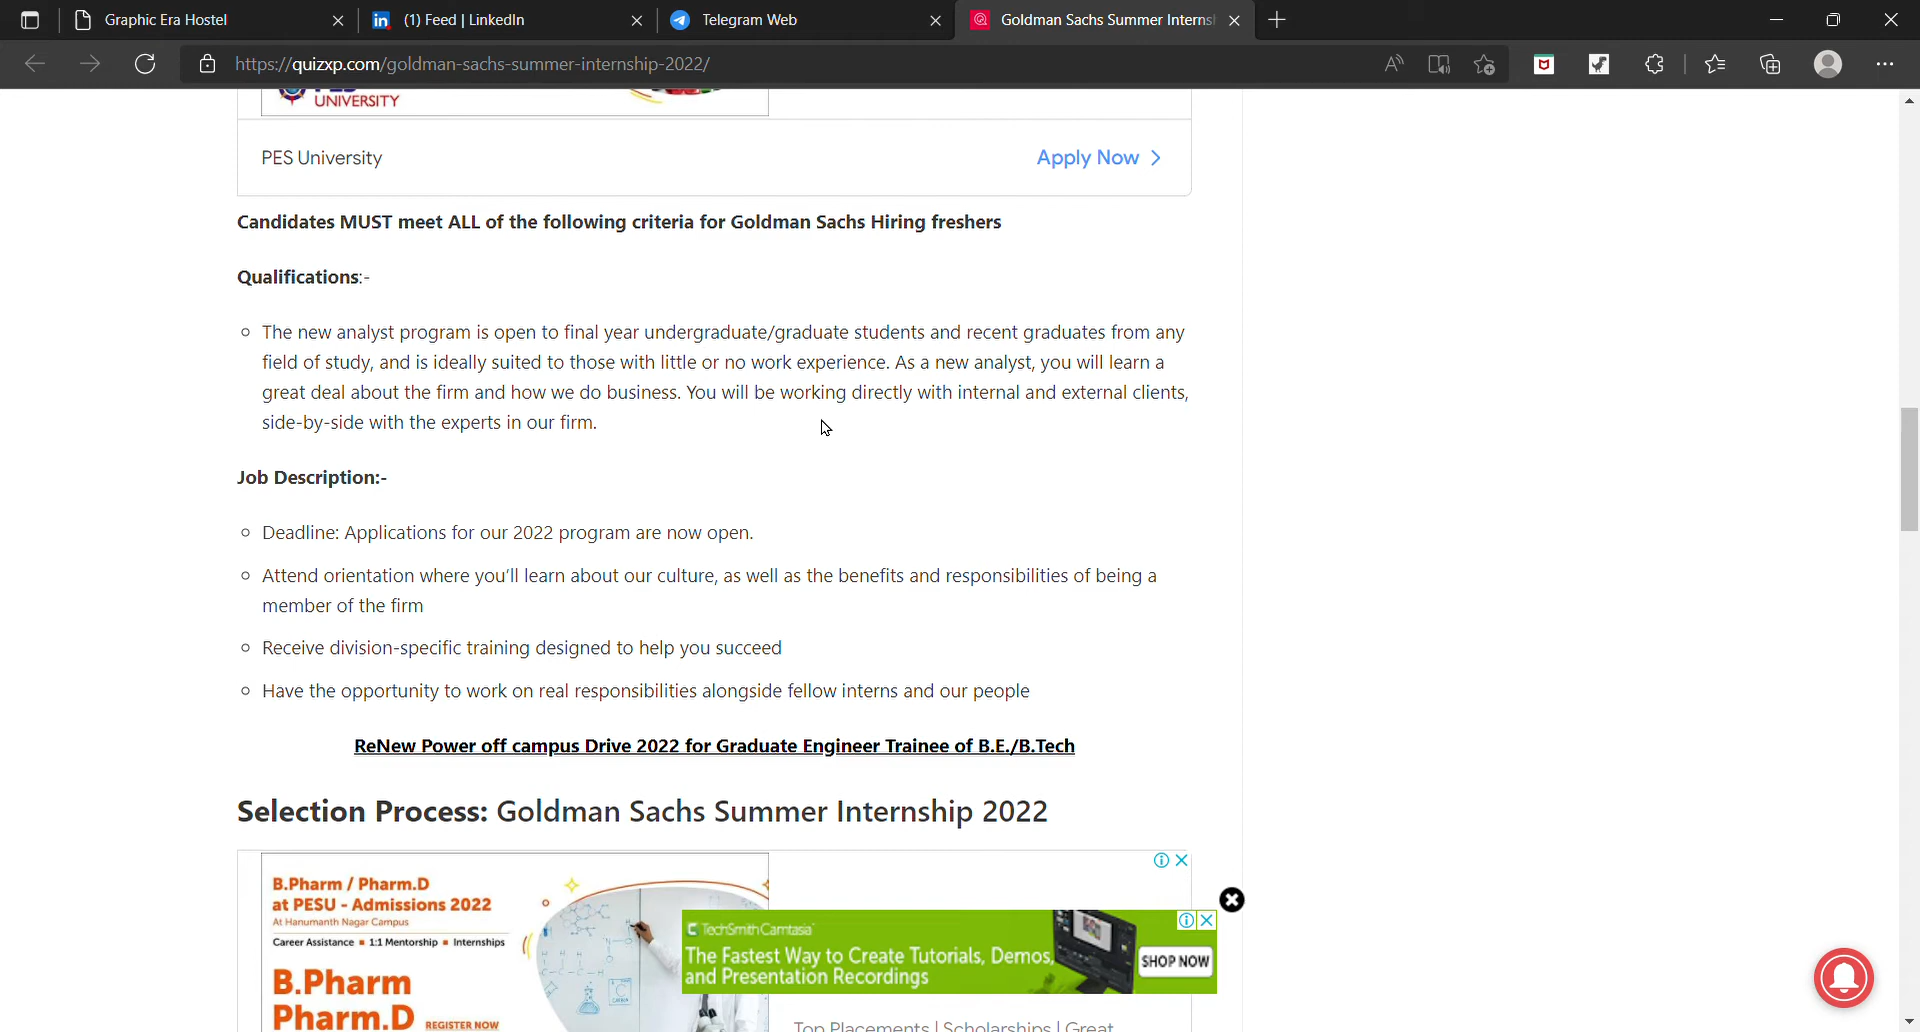 Graphic Era Hostel
(1) Feed | LinkedIn
Telegram Web
Goldman Sachs Summer Interns
https://quizxp.com/goldman-sachs-summer-internship-2022/
UNIVERSITY
PES University
Apply Now
Candidates MUST meet ALL of the following criteria for Goldman Sachs Hiring freshers
Qualifications:-
The new analyst program is open to final year undergraduate/graduate students and recent graduates from any
field of study, and is ideally suited to those with little or no work experience. As a new analyst, you will learn a
great deal about the firm and how we do business. You will be working directly with internal and external clients,
side-by-side with the experts in our firm.
Job Description:-
Deadline: Applications for our 2022 program are now open.
Attend orientation where you'll learn about our culture, as well as the benefits and responsibilities of being a
member of the firm
Receive division-specific training designed to help you succeed
Have the opportunity to work on real responsibilities alongside fellow interns and our people
ReNew Power off campus Drive 2022 for Graduate Engineer Trainee of B.E./B.Tech
Selection Process: Goldman Sachs Summer Internship 2022
B.Pharm / Pharm.D
at PESU - Admissions 2022
At Hanumanth Nagar Campus
Career Assistance ▪ 1:1 Mentorship ▪ Internships
B.Pharm
Pharm.D
REGISTER NOW
TechSmith Camtasia
The Fastest Way to Create Tutorials, Demos,
and Presentation Recordings
SHOP NOW
Top Placements | Scholarships | Great